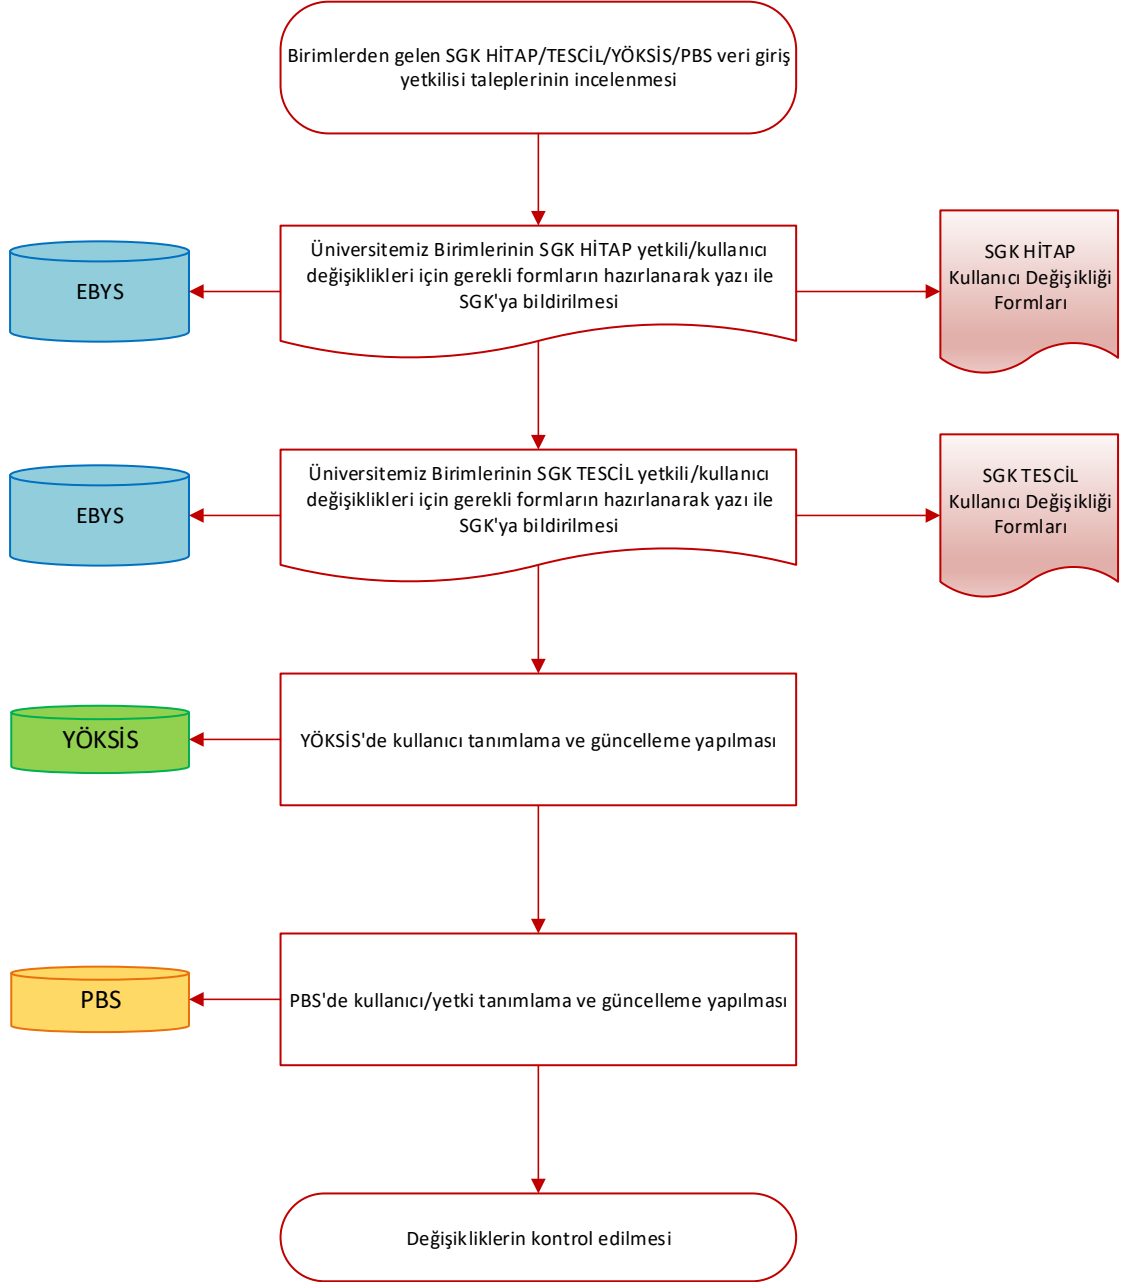 Birimlerden gelen SGK HİTAP/TESCİL/YÖKSİS/PBS veri giriş
yetkilisi taleplerinin incelenmesi
EBYS
Üniversitemiz Birimlerinin SGK HİTAP yetkili/kullanıcı
değişiklikleri için gerekli formların hazırlanarak yazı ile
SGK'ya bildirilmesi
SGK HİTAP
Kullanıcı Değişikliği
Formları
EBYS
Üniversitemiz Birimlerinin SGK TESCİL yetkili/kullanıcı
değişiklikleri için gerekli formların hazırlanarak yazı ile
SGK'ya bildirilmesi
SGK TESCİL
Kullanıcı Değişikliği
Formları
YÖKSİS
YÖKSİS'de kullanıcı tanımlama ve güncelleme yapılması
PBS
PBS'de kullanıcı/yetki tanımlama ve güncelleme yapılması
Değişikliklerin kontrol edilmesi